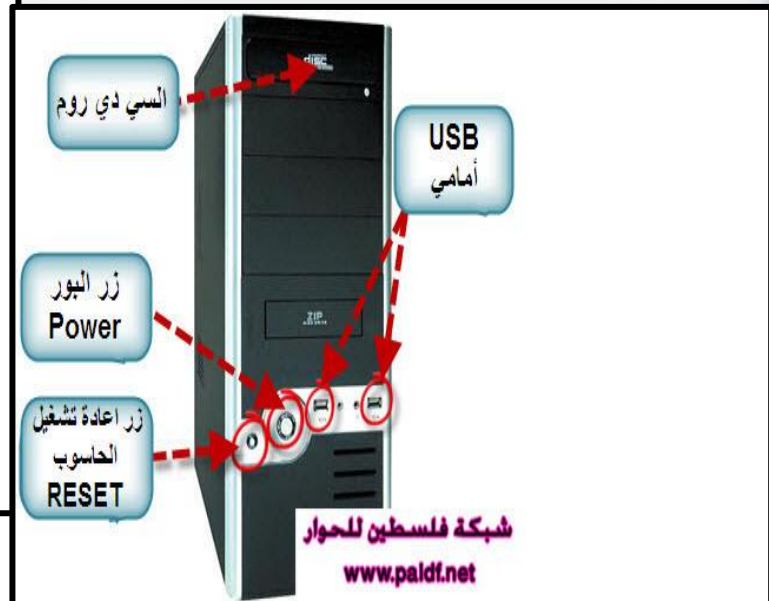 disc
السي دي روم
USB
أمامي
زر البور
Power
ZIP
زر اعادة تشغيل
الحاسوب
RESET
شبكة فلسطين للحوار
www.paldf.net